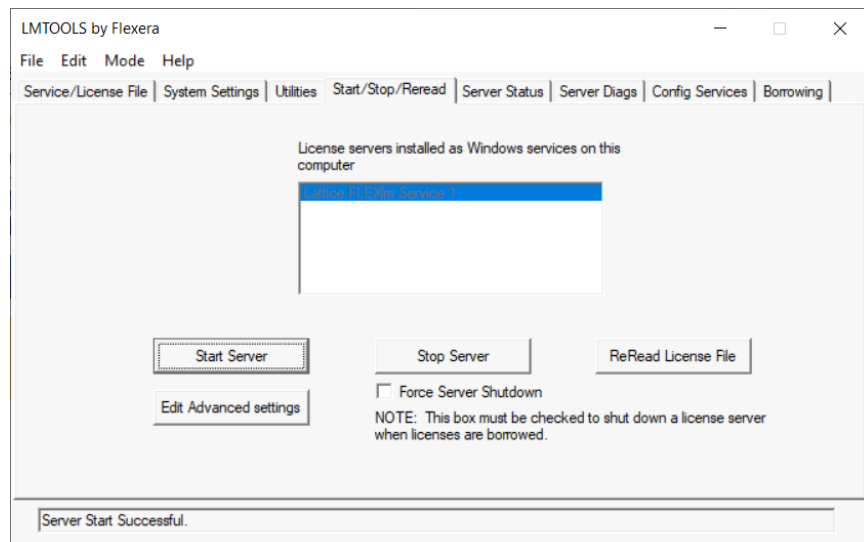 LMTOOLS by Flexera
File Edit Mode Help
Service/License File System Settings Utilities Start/Stop/Reread Server Status Server Diags Config Services Borrowing
License servers installed as Windows services on this
computer
Lattice FLEXlm Service 1
Start Server Stop Server ReRead License File
Edit Advanced settings
Force Server Shutdown
NOTE: This box must be checked to shut down a license server
when licenses are borrowed.
Server Start Successful.